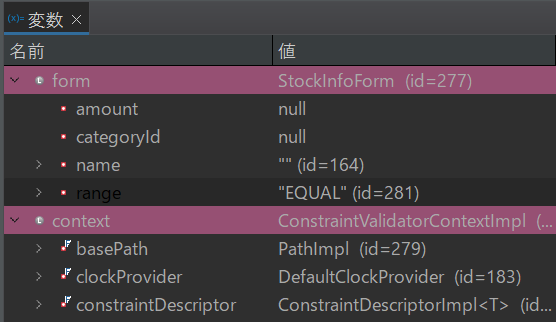 (x)= 変数
名前 値
form StockInfoForm (id=277)
amount null
categoryId null
name "" (id=164)
range "EQUAL" (id=281)
context ConstraintValidatorContextImpl (...
basePath PathImpl (id=279)
clockProvider DefaultClockProvider (id=183)
constraintDescriptor ConstraintDescriptorImpl<T> (id...